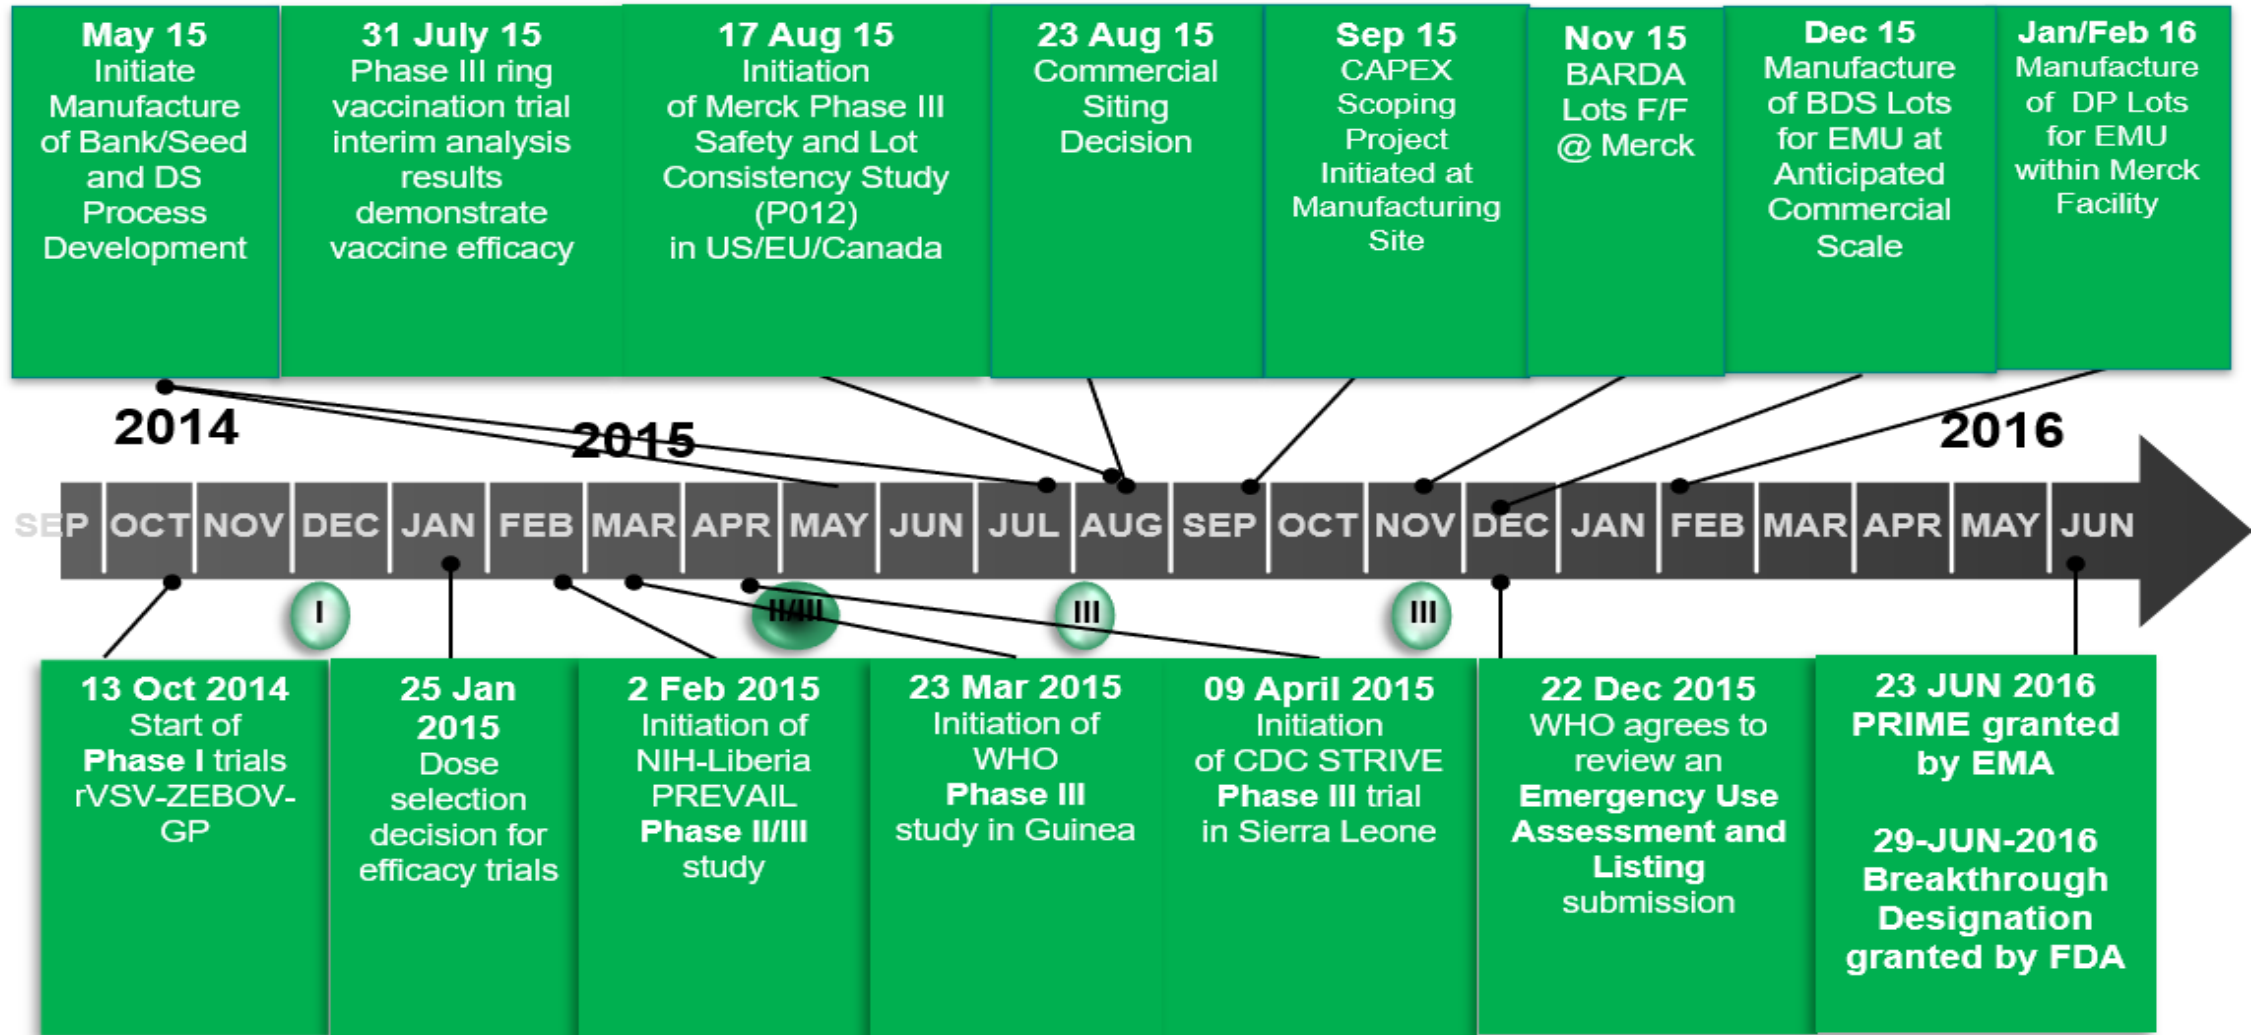 May 15
Initiate
Manufacture
of Bank/Seed
and DS
Process
Development
31 July 15
Phase III ring
vaccination trial
interim analysis
results
demonstrate
vaccine efficacy
17 Aug 15
Initiation
of Merck Phase III
Safety and Lot
Consistency Study
(P012)
in US/EU/Canada
23 Aug 15
Commercial
Siting
Decision
Sep 15
CAPEX
Scoping
Project
Initiated at
Manufacturing
Site
Nov 15
BARDA
Lots F/F
@ Merck
Dec 15
Manufacture
of BDS Lots
for EMU at
Anticipated
Commercial
Scale
Jan/Feb 16
Manufacture
of DP Lots
for EMU
within Merck
Facility
2014
2015
2016
SEP OCT NOV DEC JAN FEB MAR APR MAY JUN JUL AUG SEP OCT NOV DEC JAN FEB MAR APR MAY JUN
I
II/III
III
III
13 Oct 2014
Start of
Phase I trials
rVSV-ZEBOV-
GP
25 Jan
2015
Dose
selection
decision for
efficacy trials
2 Feb 2015
Initiation of
NIH-Liberia
PREVAIL
Phase II/III
study
23 Mar 2015
Initiation of
WHO
Phase III
study in Guinea
09 April 2015
Initiation
of CDC STRIVE
Phase III trial
in Sierra Leone
22 Dec 2015
WHO agrees to
review an
Emergency Use
Assessment and
Listing
submission
23 JUN 2016
PRIME granted
by EMA
29-JUN-2016
Breakthrough
Designation
granted by FDA